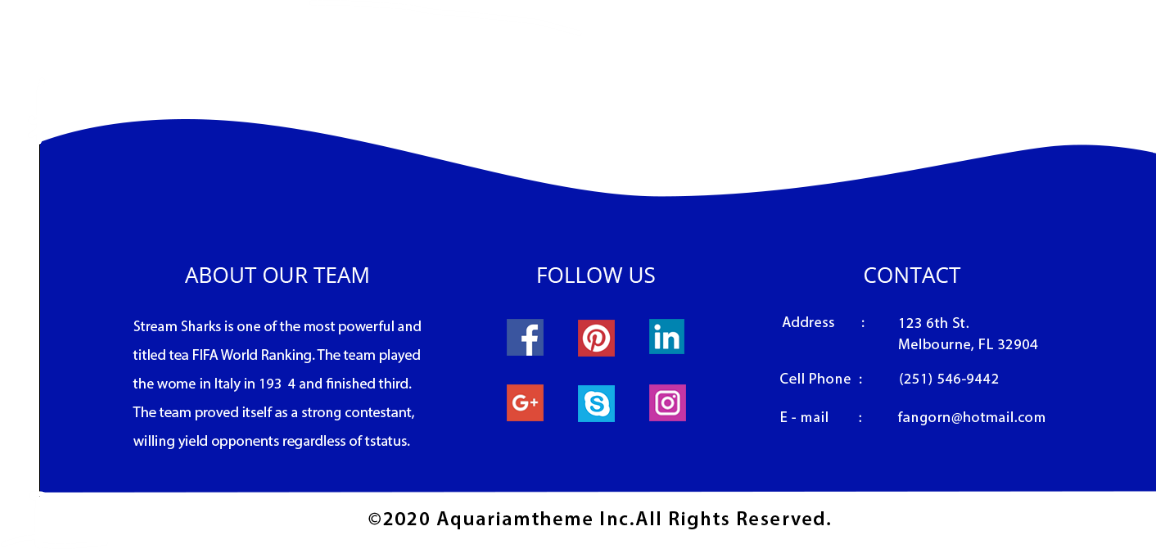 ABOUT OUR TEAM
Stream Sharks is one of the most powerful and
titled tea FIFA World Ranking. The team played
the wome in Italy in 193 4 and finished third.
The team proved itself as a strong contestant,
willing yield opponents regardless of tstatus.
FOLLOW US
CONTACT
Address : 123 6th St.
Melbourne, FL 32904
Cell Phone : (251) 546-9442
E - mail : fangorn@hotmail.com
©2020 Aquariamtheme Inc.All Rights Reserved.